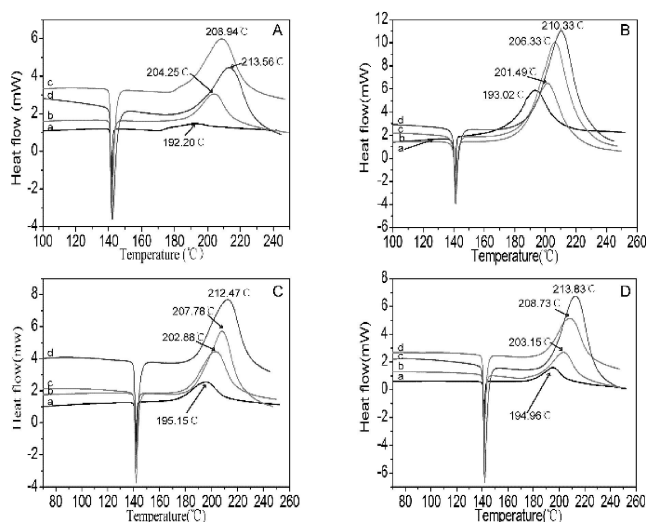 A
Heat flow (mW)
8
6
4
2
0
-2
-4
208.94℃
213.56℃
204.25℃
192.20℃
c
d
b
a
100 120 140 160 180 200 220 240 260
Temperature (℃)
B
Heat flow(mW)
12
10
8
6
4
2
0
-2
-4
-6
210.33℃
206.33℃
201.49℃
193.02℃
d
c
b
a
100 120 140 160 180 200 220 240 260
Temperature(℃)
C
Heat flow(mW)
8
6
4
2
0
-2
-4
212.47℃
207.78℃
202.88℃
195.15℃
d
c
b
a
80 100 120 140 160 180 200 220 240 260
Temperature(℃)
D
Heat flow(mW)
8
6
4
2
0
-2
-4
-6
213.83℃
208.73℃
203.15℃
194.96℃
d
c
b
a
80 100 120 140 160 180 200 220 240 260
Temperature(℃)